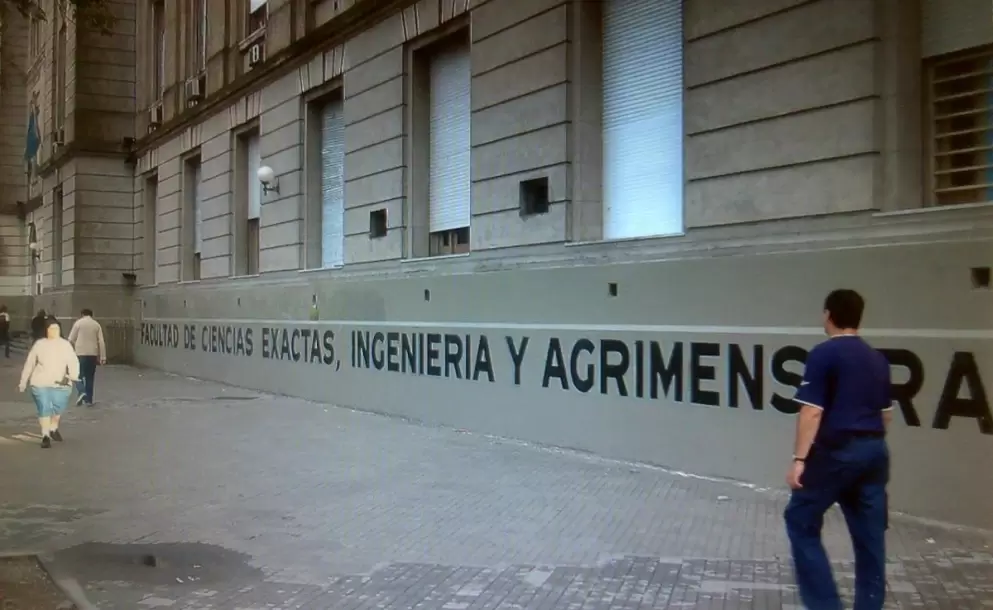 FACULTAD DE CIENCIAS EXACTAS, INGENIERIA Y AGRIMENS RA